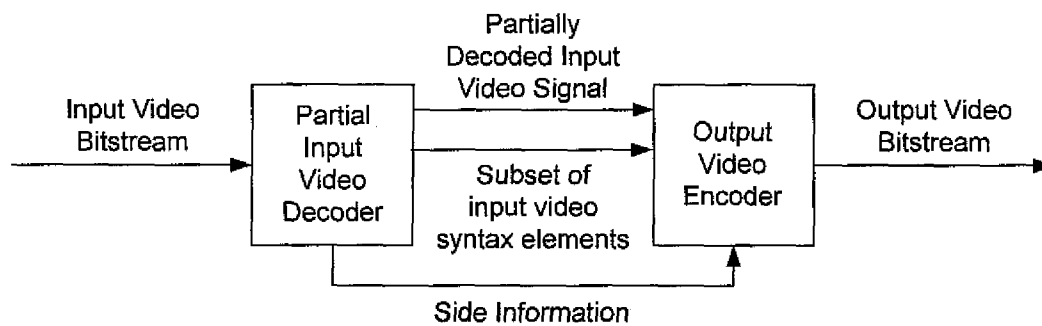 Partially
Decoded Input
Video Signal
Input Video
Bitstream
Partial
Input
Video
Decoder
Output
Video
Encoder
Output Video
Bitstream
Subset of
input video
syntax elements
Side Information